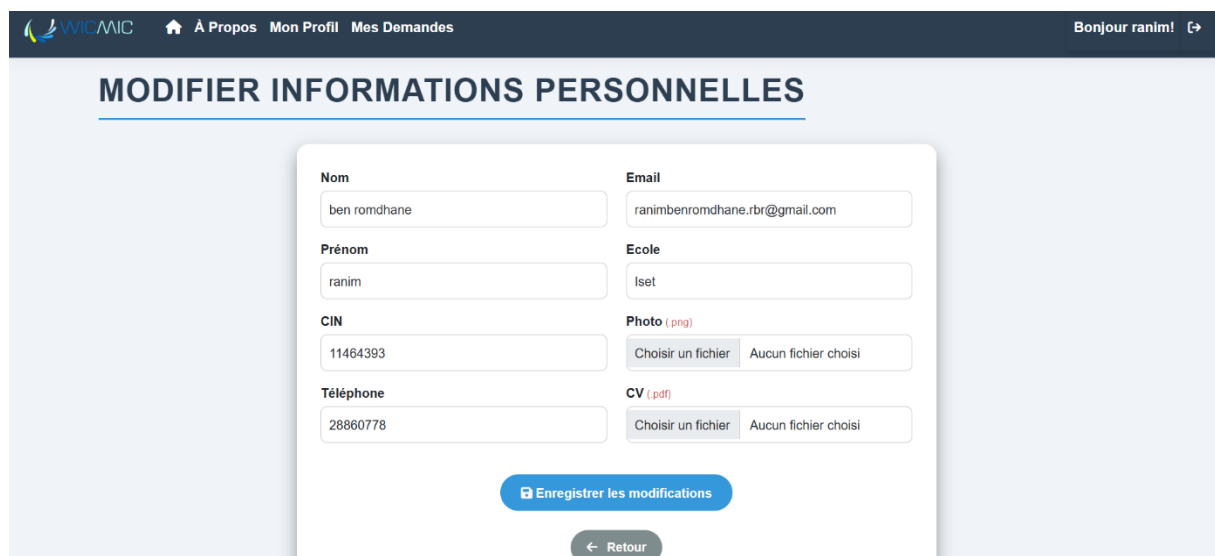 WICMIC À Propos Mon Profil Mes Demandes Bonjour ranim!
MODIFIER INFORMATIONS PERSONNELLES
Nom Email
ben romdhane ranimbenromdhane.rbr@gmail.com
Prénom Ecole
ranim Iset
CIN Photo (.png)
11464393 Choisir un fichier Aucun fichier choisi
Téléphone CV (.pdf)
28860778 Choisir un fichier Aucun fichier choisi
Enregistrer les modifications
Retour